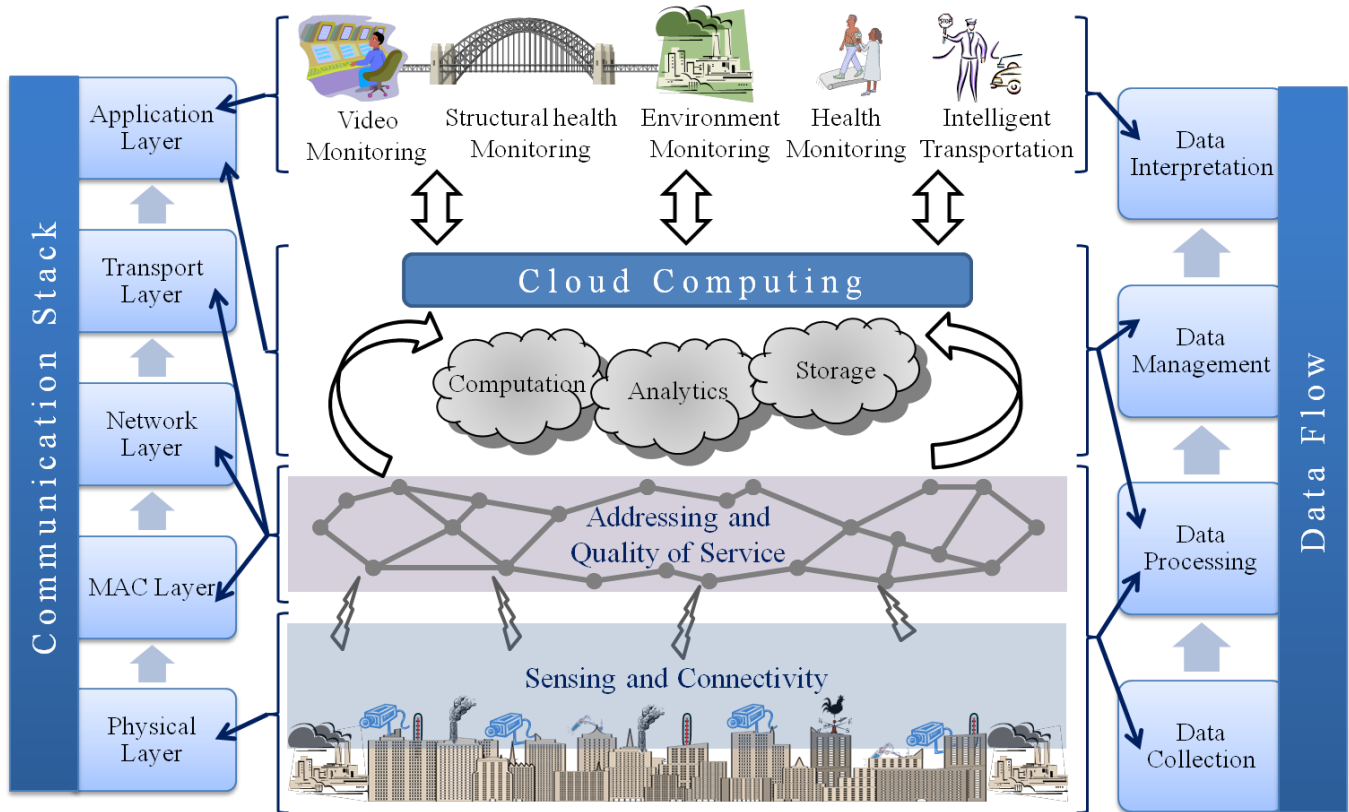 Communication Stack
Application
Layer
Transport
Layer
Network
Layer
MAC Layer
Physical
Layer
STOP
Video
Monitoring
Structural health
Monitoring
Environment
Monitoring
Health
Monitoring
Intelligent
Transportation
Cloud Computing
Computation
Analytics
Storage
Addressing and
Quality of Service
Sensing and Connectivity
Data
Interpretation
Data
Management
Data
Processing
Data
Collection
Data Flow